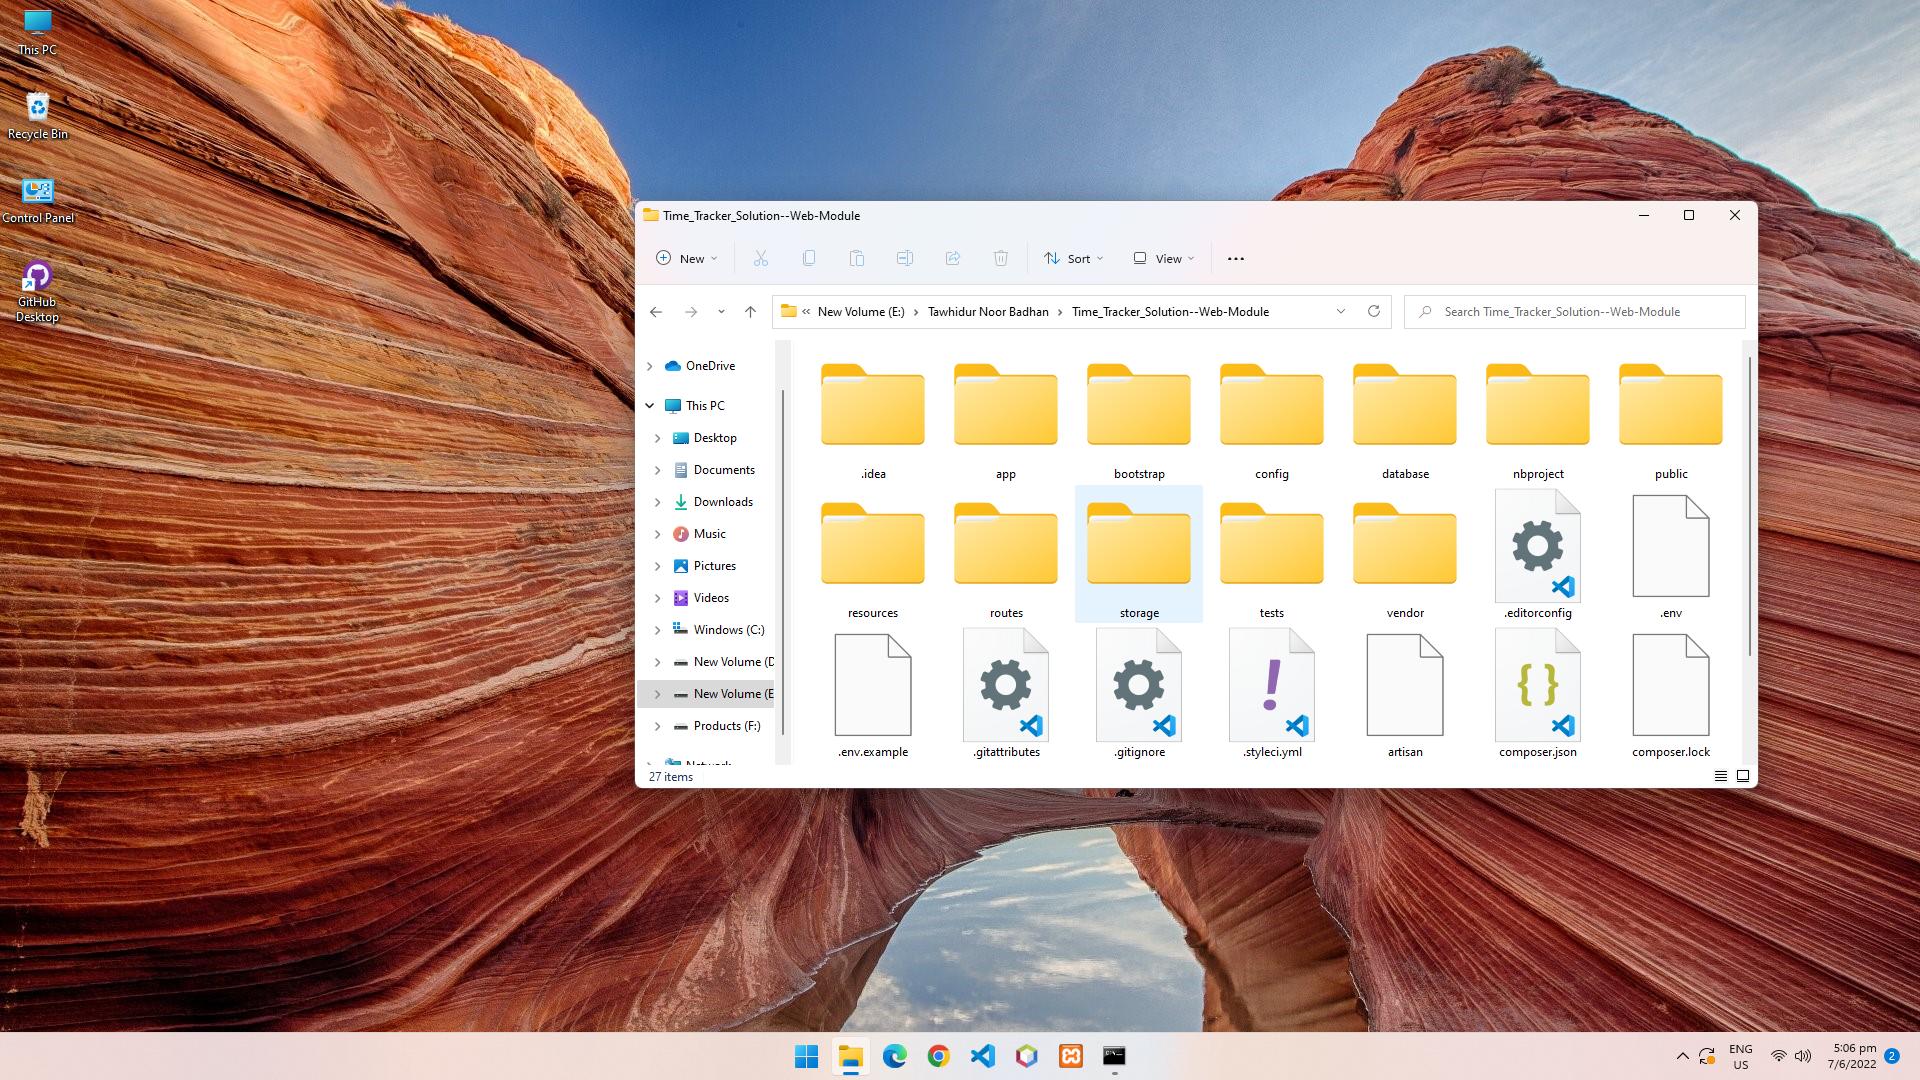 This PC
Recycle Bin
Control Panel
GitHub
Desktop
Time_Tracker_Solution--Web-Module
New
Sort
View
« New Volume (E:) › Tawhidur Noor Badhan › Time_Tracker_Solution--Web-Module
Search Time_Tracker_Solution--Web-Module
OneDrive
This PC
Desktop
Documents
Downloads
Music
Pictures
Videos
Windows (C:)
New Volume (D
New Volume (E
Products (F:)
Network
.idea
app
bootstrap
config
database
nbproject
public
resources
routes
storage
tests
vendor
.editorconfig
.env
.env.example
.gitattributes
.gitignore
.styleci.yml
artisan
composer.json
composer.lock
27 items
ENG
US
5:06 pm
7/6/2022
2